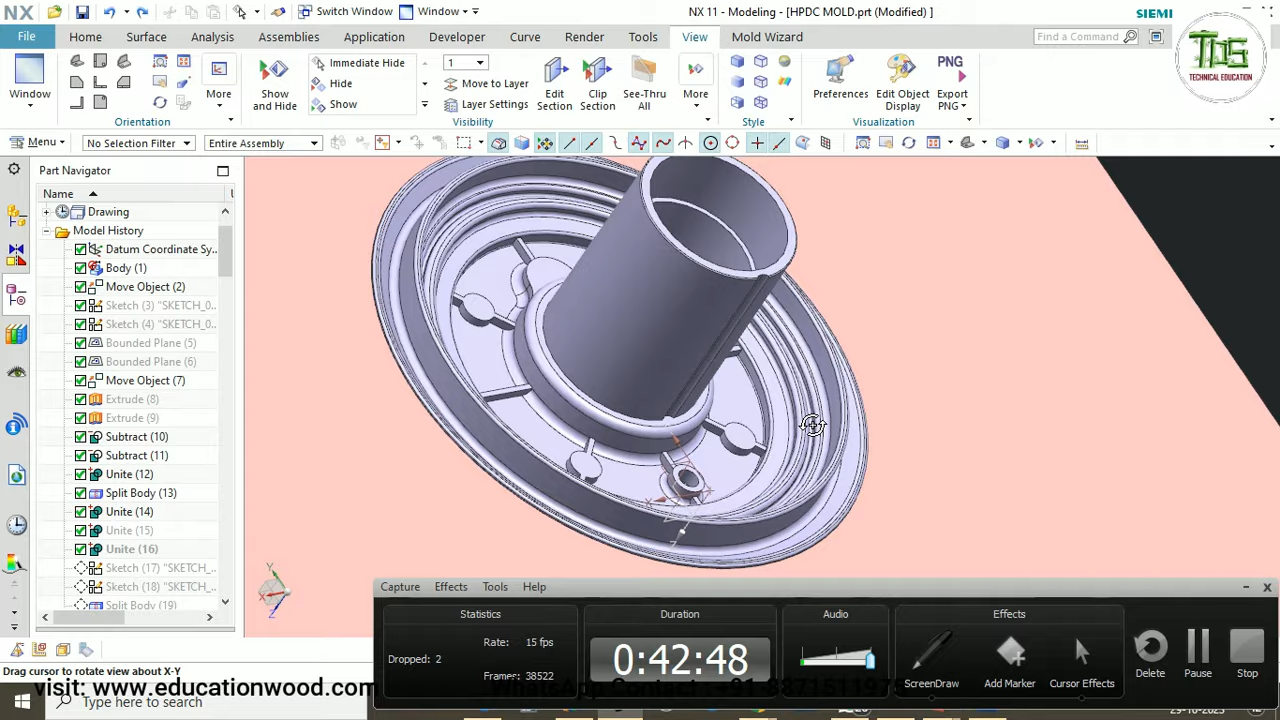 NX
Switch Window
Window
NX 11 - Modeling - [HPDC MOLD.prt (Modified) ]
SIEMI
File
Home
Surface
Analysis
Assemblies
Application
Developer
Curve
Render
Tools
View
Mold Wizard
Find a Command
TECHNICAL EDUCATION
Window
More
Orientation
Show and Hide
Immediate Hide
Hide
Show
1
Move to Layer
Layer Settings
Edit Section
Clip Section
See-Thru All
More
Visibility
Style
Preferences
Edit Object Display
PNG
Export PNG
Visualization
Menu
No Selection Filter
Entire Assembly
Part Navigator
Name
Drawing
Model History
Datum Coordinate Sy...
Body (1)
Move Object (2)
Sketch (3) "SKETCH_0
Sketch (4) "SKETCH_0
Bounded Plane (5)
Bounded Plane (6)
Move Object (7)
Extrude (8)
Extrude (9)
Subtract (10)
Subtract (11)
Unite (12)
Split Body (13)
Unite (14)
Unite (15)
Unite (16)
Sketch (17) "SKETCH_
Sketch (18) "SKETCH_
Split Body (19)
Y
X
Z
Capture
Effects
Tools
Help
Statistics
Rate: 15 fps
Dropped: 2
Frames: 38522
Duration
0:42:48
Audio
Effects
ScreenDraw
Add Marker
Cursor Effects
Delete
Pause
Stop
Drag cursor to rotate view about X-Y
visit: www.educationwood.com
Type here to search